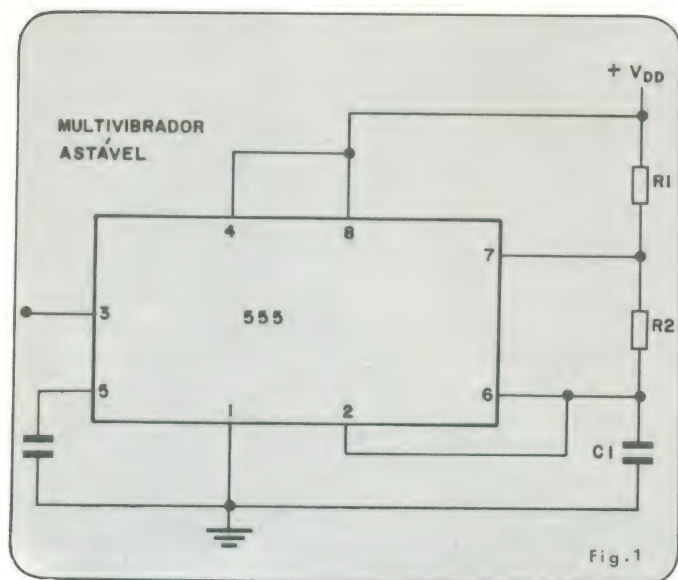 + VDD
MULTIVIBRADOR
ASTÁVEL
R1
4
8
7
3
555
R2
5
6
1
2
C1
Fig.1